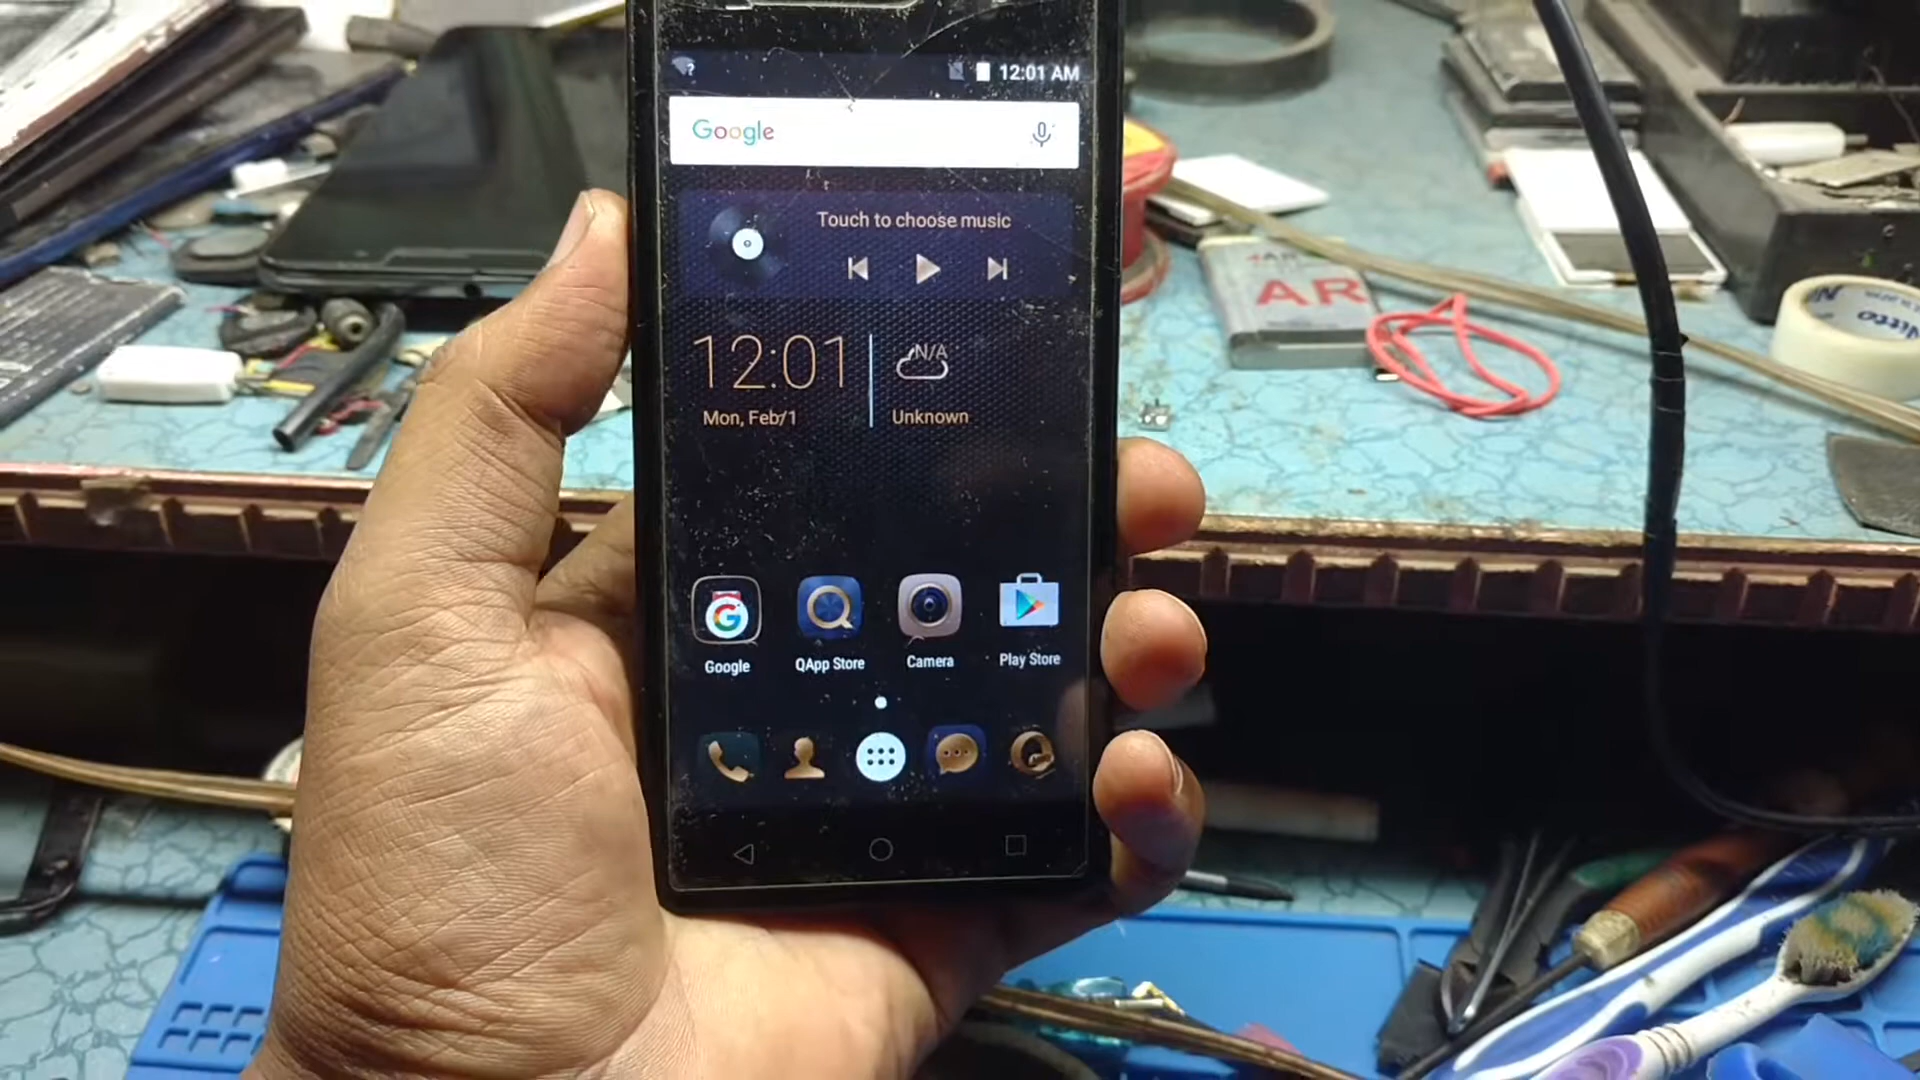 12:01 AM
Google
Touch to choose music
12:01
N/A
Mon, Feb 1
Unknown
Google
QApp Store
Camera
Play Store
AR
Nitto